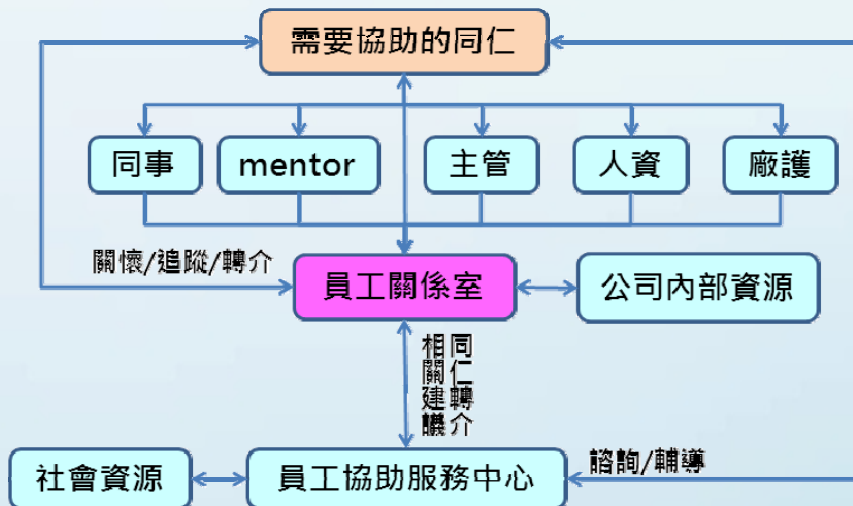 需要協助的同仁
同事
mentor
主管
人資
廠護
關懷/追蹤/轉介
員工關係室
公司內部資源
同仁轉介
相關建議
社會資源
員工協助服務中心
諮詢/輔導